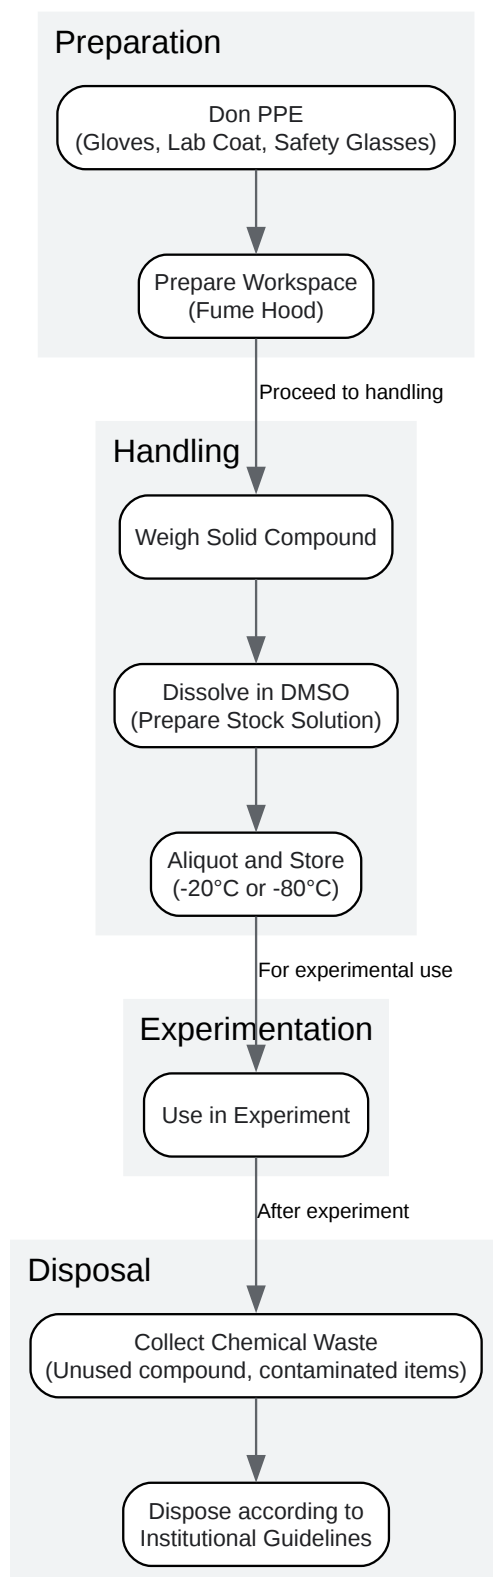 Preparation
Don PPE
(Gloves, Lab Coat, Safety Glasses)
Prepare Workspace
(Fume Hood)
Proceed to handling
Handling
Weigh Solid Compound
Dissolve in DMSO
(Prepare Stock Solution)
Aliquot and Store
(-20°C or -80°C)
For experimental use
Experimentation
Use in Experiment
After experiment
Disposal
Collect Chemical Waste
(Unused compound, contaminated items)
Dispose according to
Institutional Guidelines